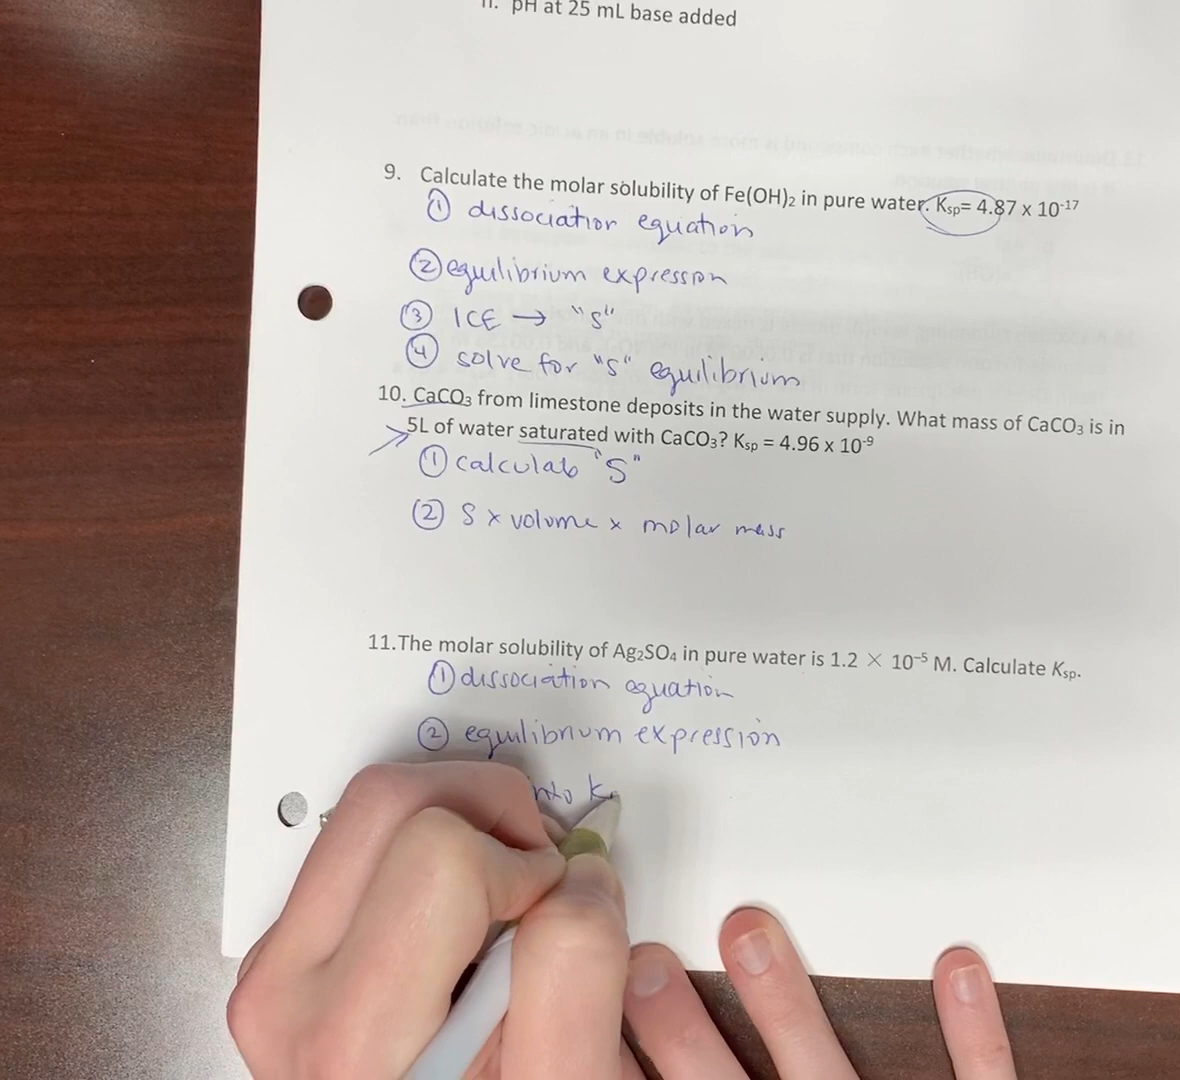 pH at 25 mL base added
9. Calculate the molar solubility of Fe(OH)₂ in pure water. Kₛₚ= 4.87 x 10⁻¹⁷
① dissociation equation
② equilibrium expression
③ ICE → "S"
④ solve for "S" equilibrium
10. CaCO₃ from limestone deposits in the water supply. What mass of CaCO₃ is in
5L of water saturated with CaCO₃? Kₛₚ = 4.96 x 10⁻⁹
① calculate "S"
② S x volume x molar mass
11. The molar solubility of Ag₂SO₄ in pure water is 1.2 × 10⁻⁵ M. Calculate Kₛₚ.
① dissociation equation
② equilibrium expression
into K